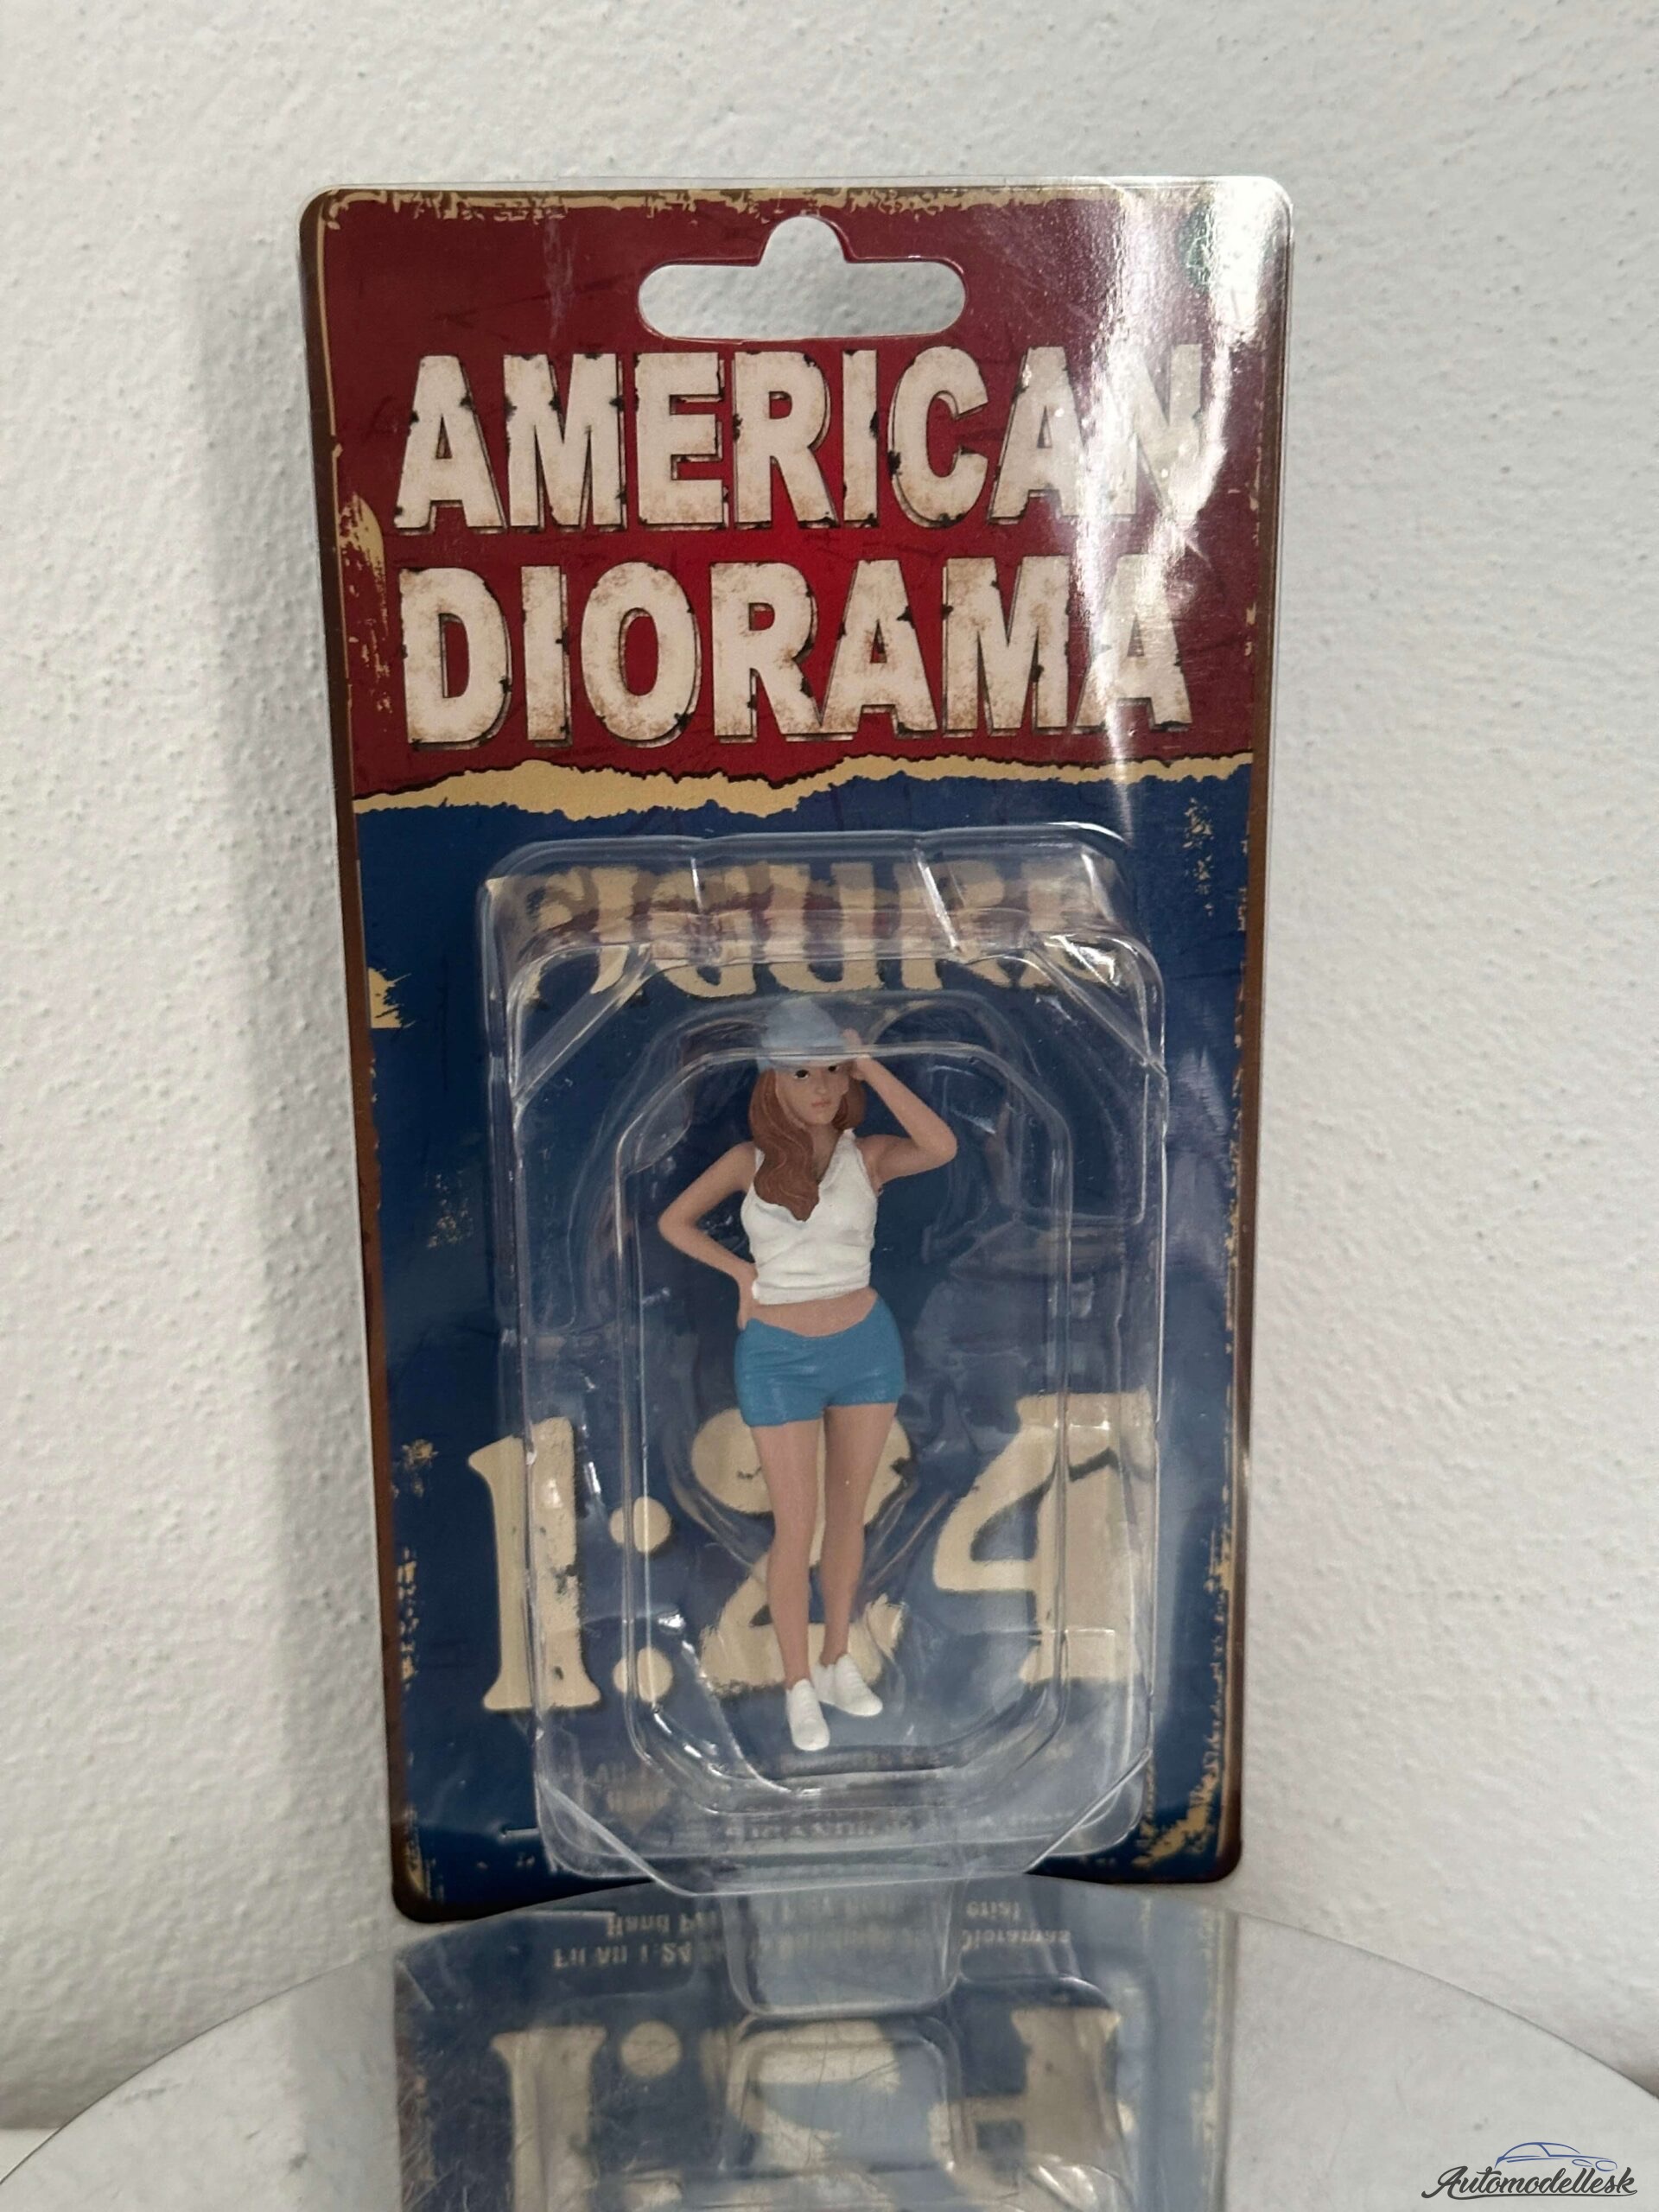 AMERICAN
DIORAMA
FIGURE
1:24
Automodellesk